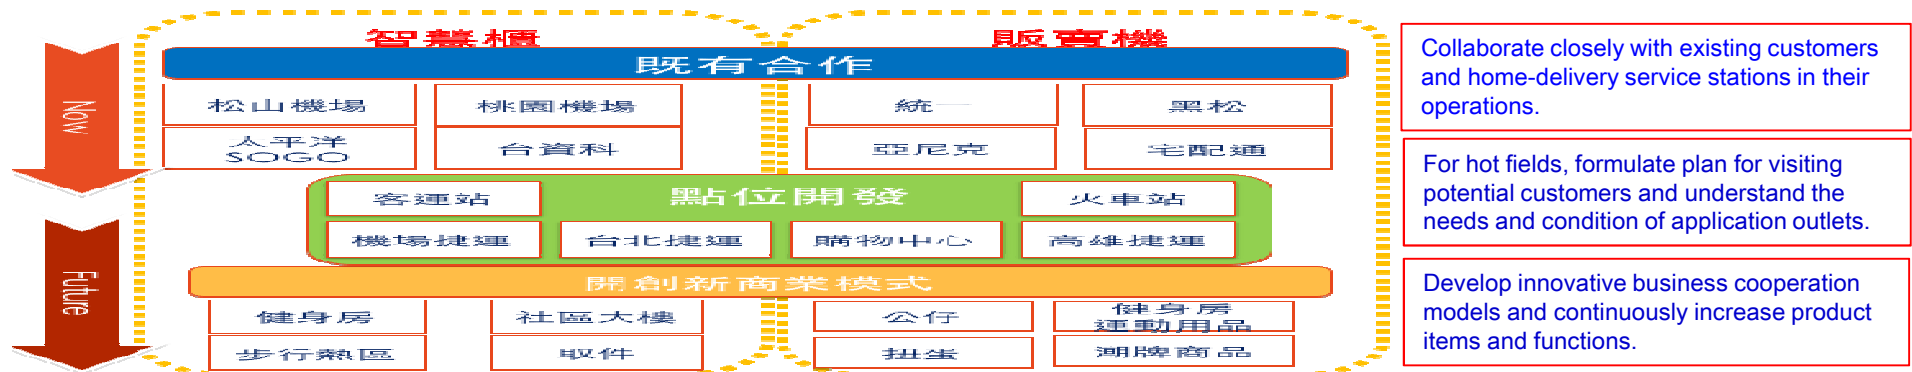 智慧櫃
販賣機
Now
既有合作
松山機場
桃園機場
統一
黑松
太平洋
SOGO
台資科
亞尼克
宅配通
Collaborate closely with existing customers
and home-delivery service stations in their
operations.
點位開發
客運站
火車站
機場捷運
台北捷運
購物中心
高雄捷運
For hot fields, formulate plan for visiting
potential customers and understand the
needs and condition of application outlets.
Future
開創新商業模式
健身房
社區大樓
公仔
健身房
運動用品
步行熱區
取件
扭蛋
潮牌商品
Develop innovative business cooperation
models and continuously increase product
items and functions.